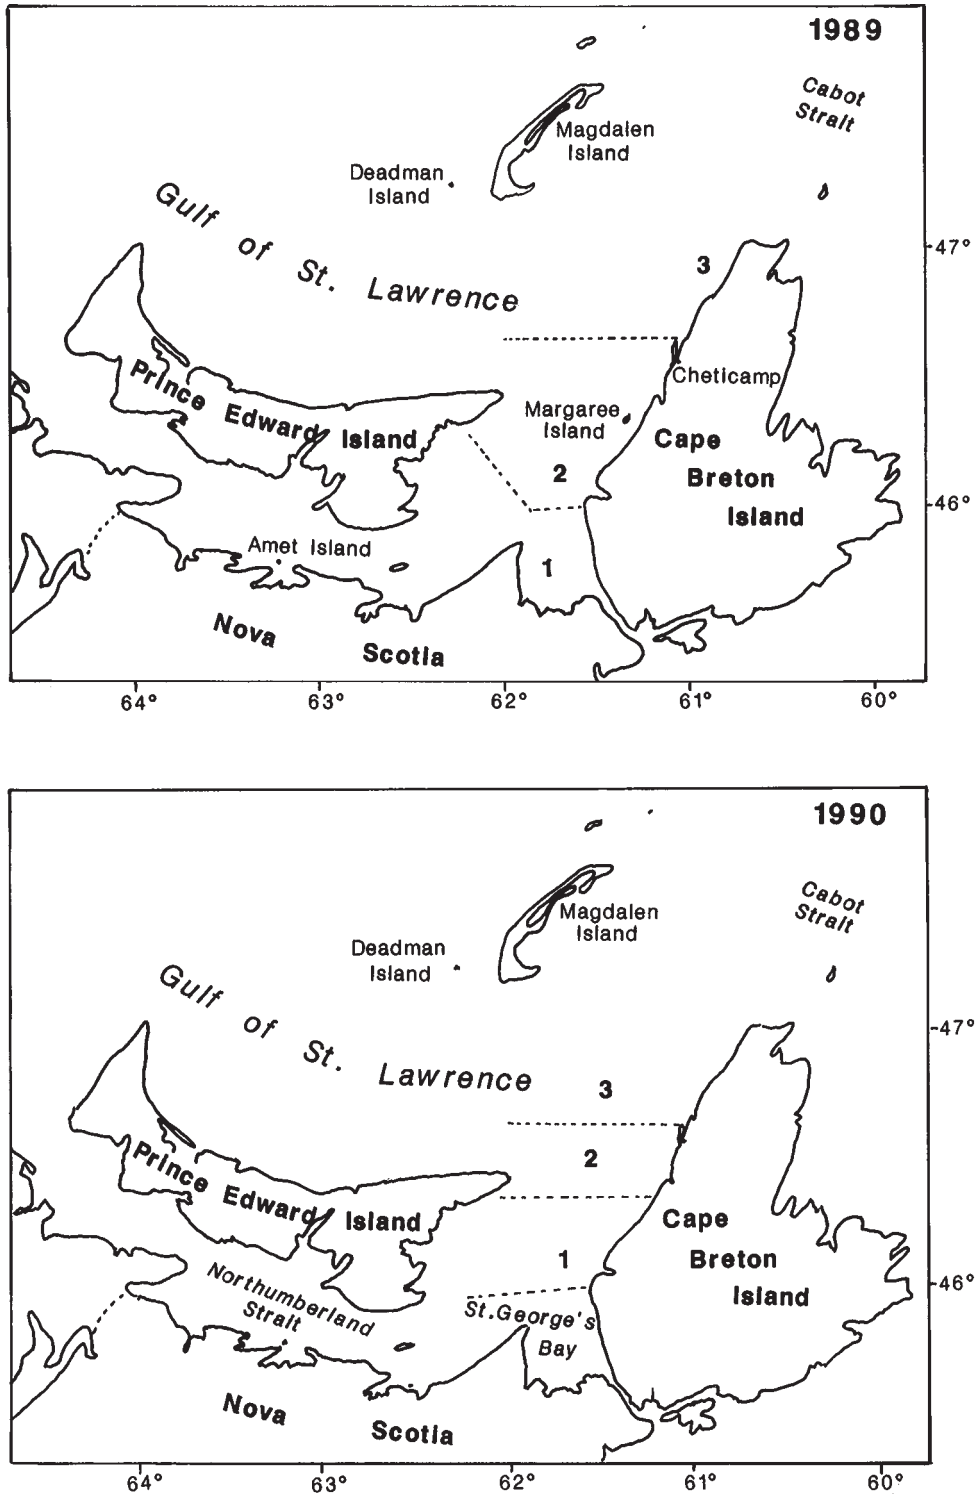 1989
Cabot
Strait
Magdalen
Island
Deadman
Island
Gulf of St. Lawrence
47°
3
Cheticamp
Prince Edward Island
Margaree
Island
Cape
Breton
Island
2
46°
Amet Island
1
Nova Scotia
64° 63° 62° 61° 60°
1990
Cabot
Strait
Magdalen
Island
Deadman
Island
Gulf of St. Lawrence
47°
3
2
Prince Edward Island
Cape
Breton
Island
1
46°
Northumberland
Strait
St.George's
Bay
Nova Scotia
64° 63° 62° 61° 60°